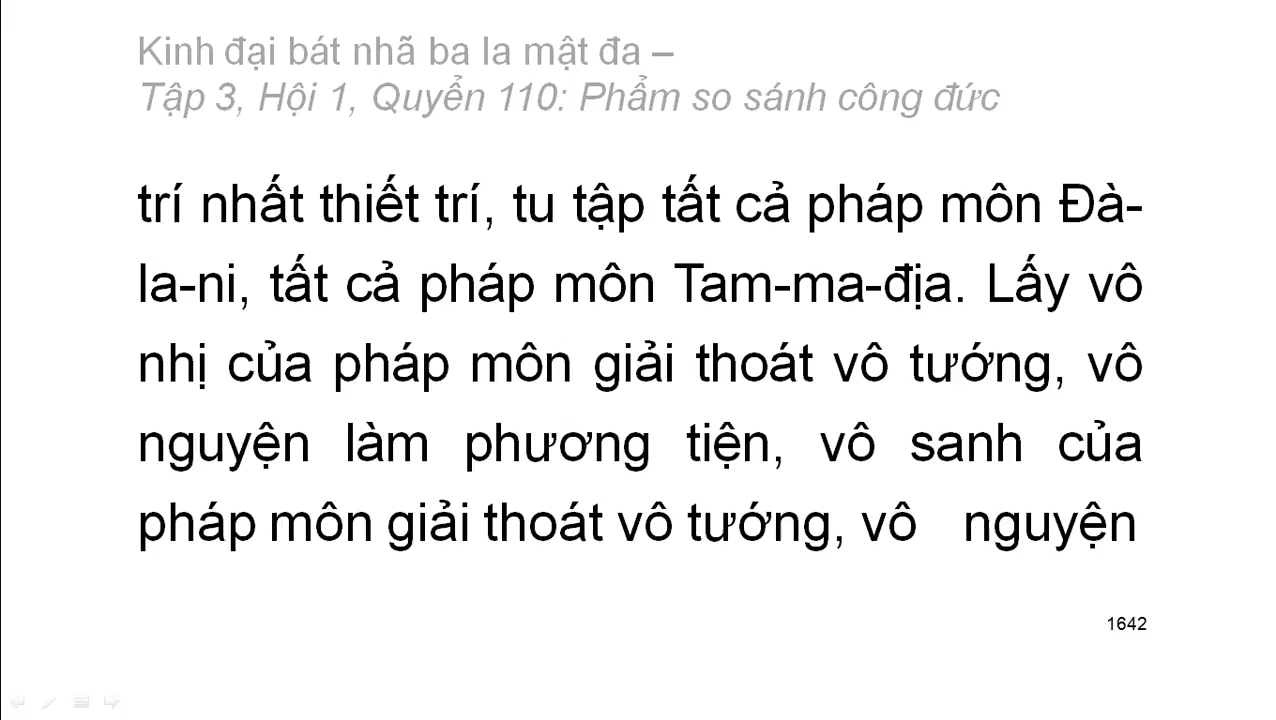 Kinh đại bát nhã ba la mật đa –
Tập 3, Hội 1, Quyển 110: Phẩm so sánh công đức
trí nhất thiết trí, tu tập tất cả pháp môn Đà-
la-ni, tất cả pháp môn Tam-ma-địa. Lấy vô
nhị của pháp môn giải thoát vô tướng, vô
nguyện làm phương tiện, vô sanh của
pháp môn giải thoát vô tướng, vô nguyện
1642